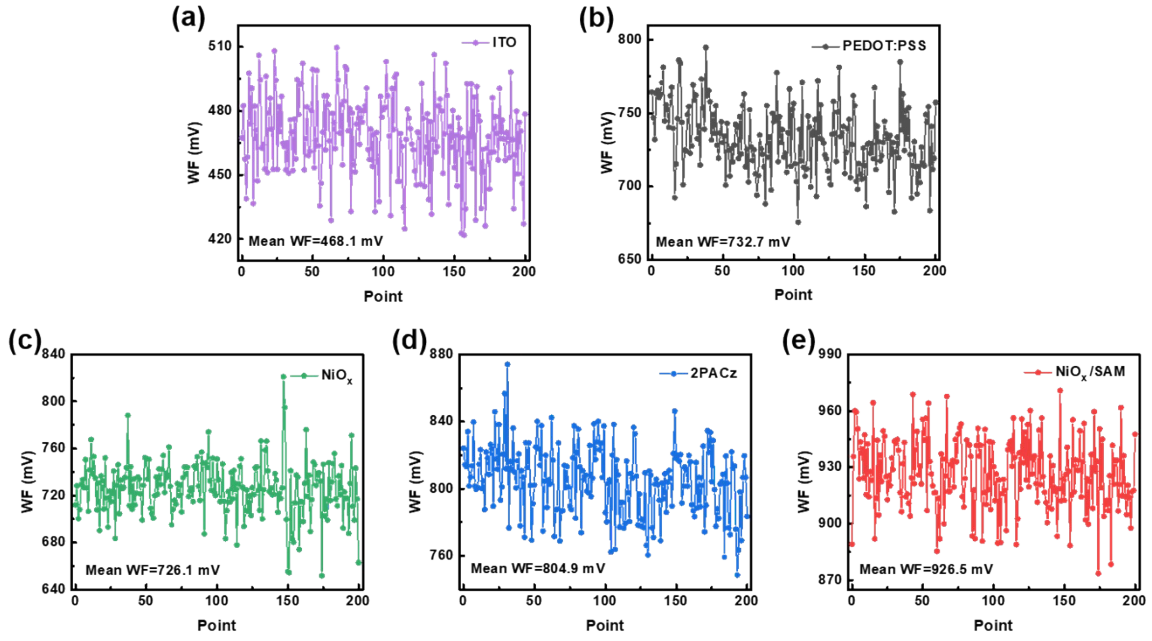 (a)
ITO
510
480
450
420
WF (mV)
Mean WF=468.1 mV
0 50 100 150 200
Point
(b)
PEDOT:PSS
800
750
700
650
WF (mV)
Mean WF=732.7 mV
0 50 100 150 200
Point
(c)
NiOₓ
840
800
760
720
680
640
WF (mV)
Mean WF=726.1 mV
0 50 100 150 200
Point
(d)
2PACz
880
840
800
760
WF (mV)
Mean WF=804.9 mV
0 50 100 150 200
Point
(e)
NiOₓ/SAM
990
960
930
900
870
WF (mV)
Mean WF=926.5 mV
0 50 100 150 200
Point